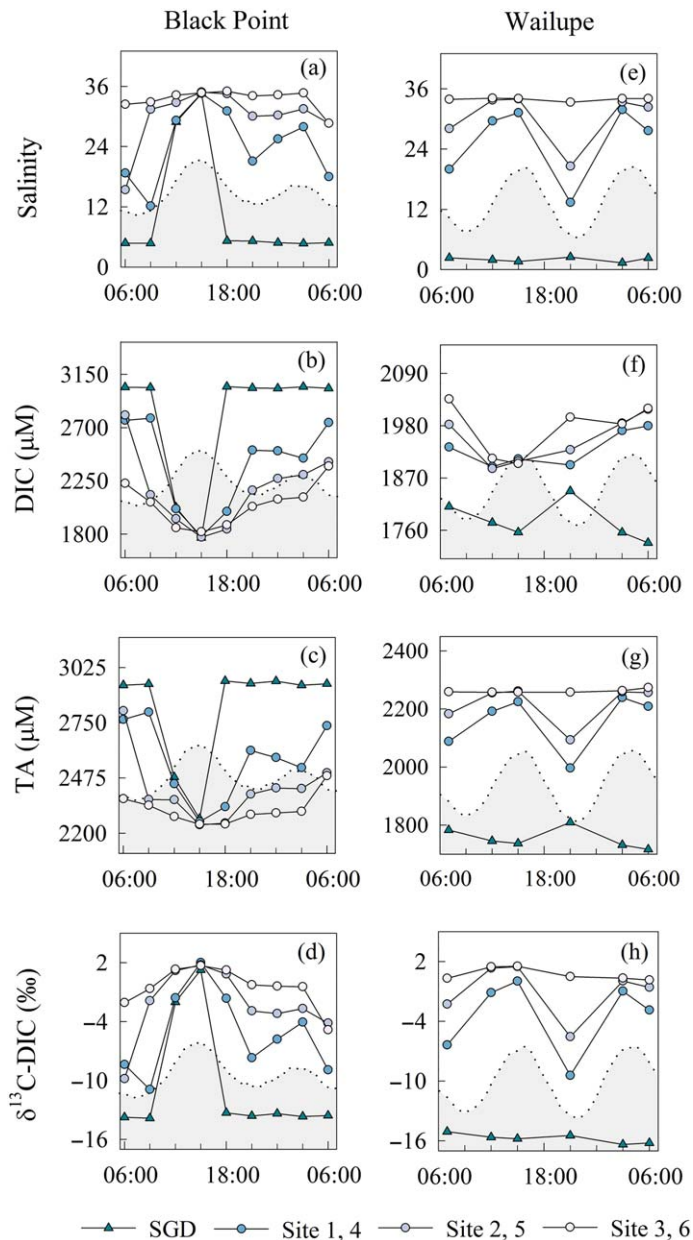 Black Point
Wailupe
(a)
Salinity
36
24
12
0
06:00 18:00 06:00
(e)
36
24
12
0
06:00 18:00 06:00
(b)
DIC (μM)
3150
2700
2250
1800
06:00 18:00 06:00
(f)
2090
1980
1870
1760
06:00 18:00 06:00
(c)
TA (μM)
3025
2750
2475
2200
06:00 18:00 06:00
(g)
2400
2200
2000
1800
06:00 18:00 06:00
(d)
δ¹³C-DIC (‰)
2
−4
−10
−16
06:00 18:00 06:00
(h)
2
−4
−10
−16
06:00 18:00 06:00
SGD Site 1, 4 Site 2, 5 Site 3, 6